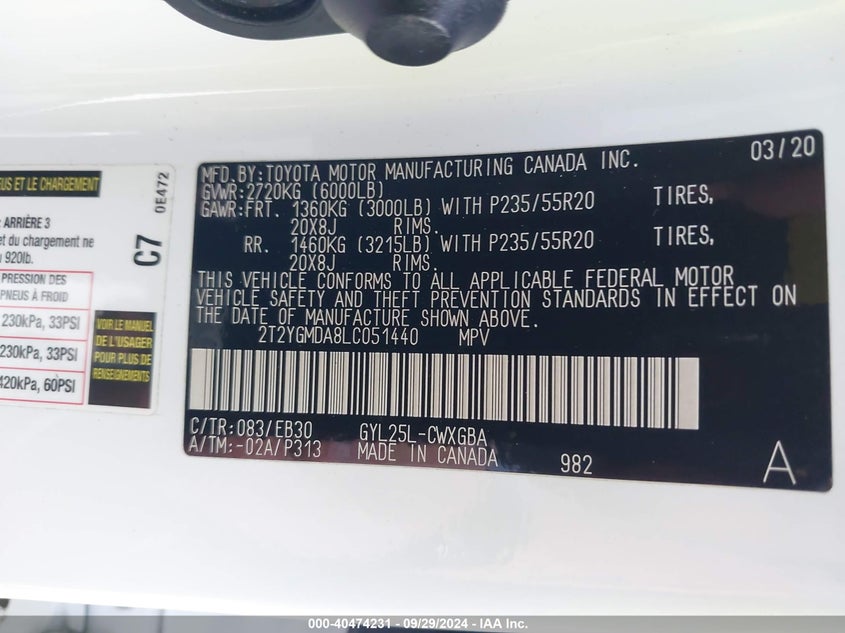 US ET LE CHARGEMENT
: ARRIÈRE 3
et du chargement ne
920lb.
PRESSION DES
PNEUS À FROID
230kPa, 33PSI
230kPa, 33PSI
420kPa, 60PSI
VOIR LE MANUEL
DE L'USAGER
POUR PLUS DE
RENSEIGNEMENTS
C7
0E472
MFD. BY:TOYOTA MOTOR MANUFACTURING CANADA INC. 03/20
GVWR:2720KG (6000LB)
GAWR:FRT. 1360KG (3000LB) WITH P235/55R20 TIRES,
20X8J RIMS.
RR. 1460KG (3215LB) WITH P235/55R20 TIRES,
20X8J RIMS.
THIS VEHICLE CONFORMS TO ALL APPLICABLE FEDERAL MOTOR
VEHICLE SAFETY AND THEFT PREVENTION STANDARDS IN EFFECT ON
THE DATE OF MANUFACTURE SHOWN ABOVE.
2T2YGMDA8LC051440 MPV
C/TR:083/EB30 GYL25L-CWXGBA
A/TM:-02A/P313 MADE IN CANADA 982 A
000-40474231 - 09/29/2024 - IAA Inc.